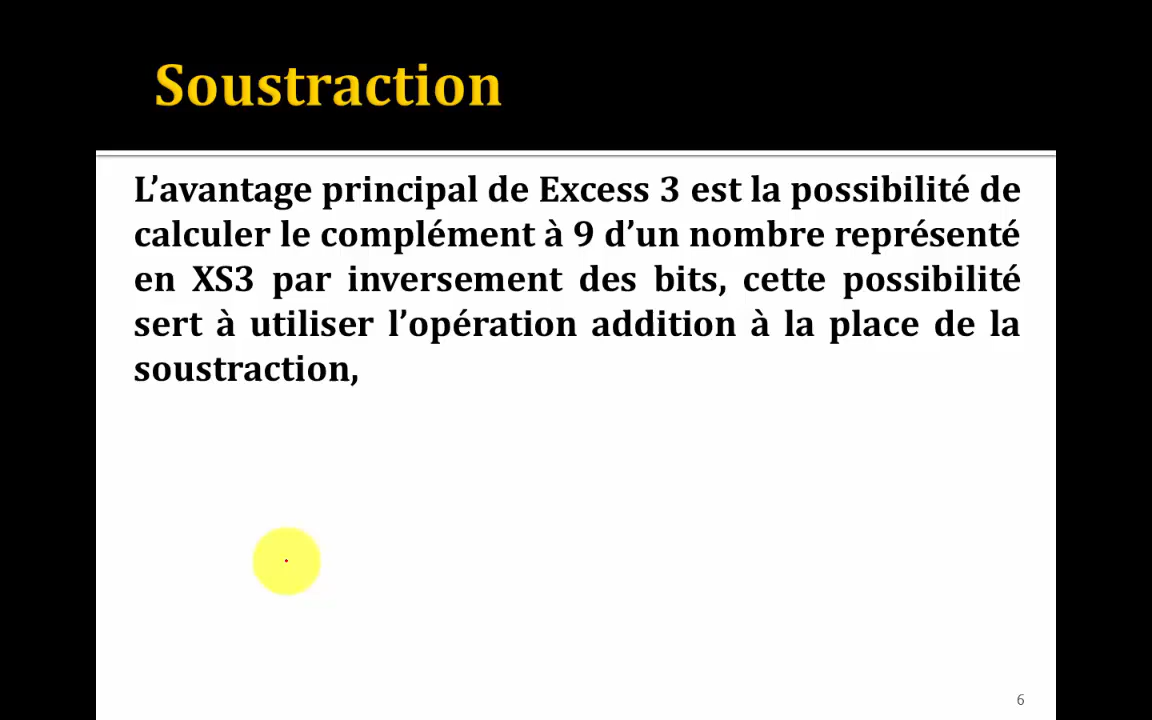 Soustraction
L’avantage principal de Excess 3 est la possibilité de
calculer le complément à 9 d’un nombre représenté
en XS3 par inversement des bits, cette possibilité
sert à utiliser l’opération addition à la place de la
soustraction,
6